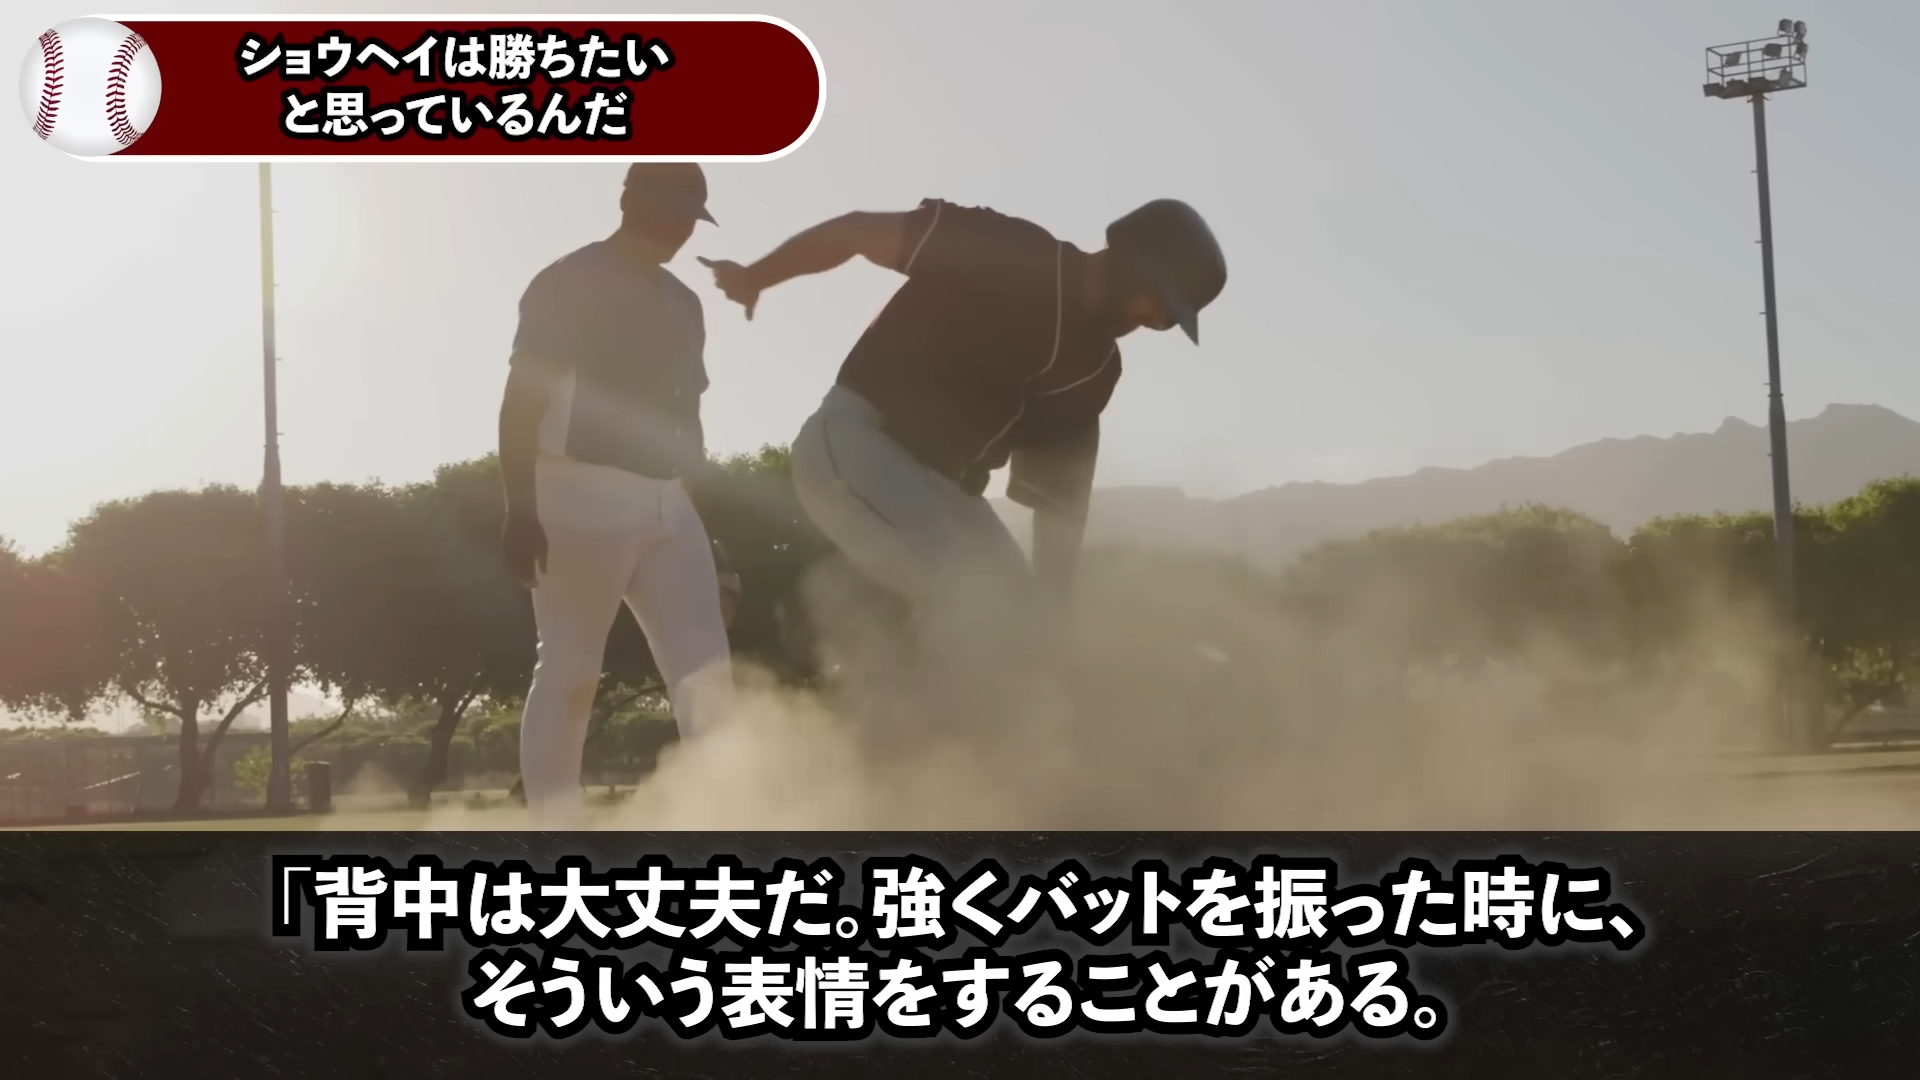 ショウヘイは勝ちたい
と思っているんだ
「背中は大丈夫だ。強くバットを振った時に、
そういう表情をすることがある。